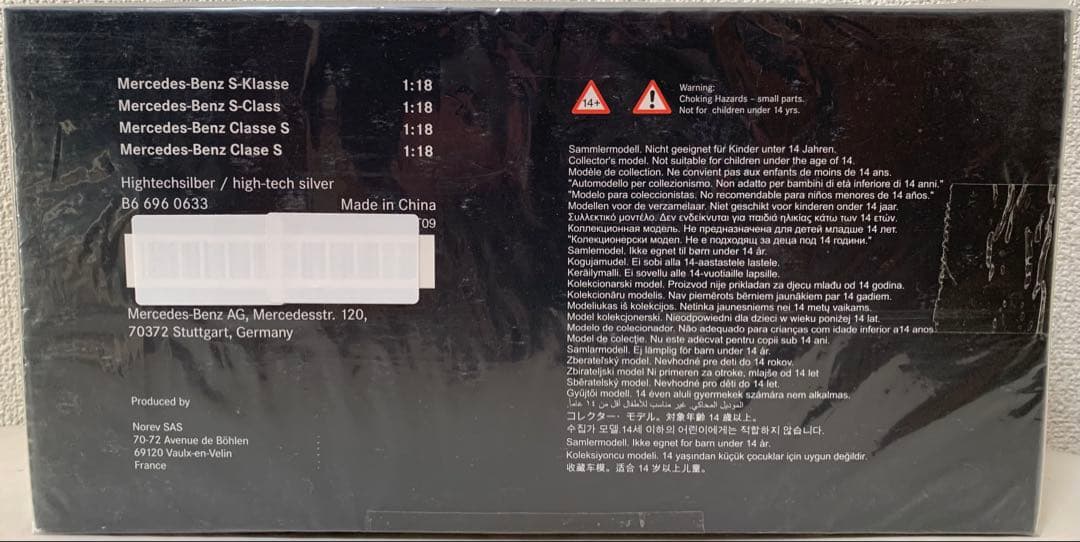 Mercedes-Benz S-Klasse 1:18
Mercedes-Benz S-Class 1:18
Mercedes-Benz Classe S 1:18
Mercedes-Benz Clase S 1:18
Hightechsilber / high-tech silver
B6 696 0633 Made in China
T09
Mercedes-Benz AG, Mercedesstr. 120,
70372 Stuttgart, Germany
Produced by
Norev SAS
70-72 Avenue de Böhlen
69120 Vaulx-en-Velin
France
14+
Warning:
Choking Hazards – small parts.
Not for children under 14 yrs.
Sammlermodell. Nicht geeignet für Kinder unter 14 Jahren.
Collector's model. Not suitable for children under the age of 14.
Modèle de collection. Ne convient pas aux enfants de moins de 14 ans.
"Automodello per collezionismo. Non adatto per bambini di età inferiore di 14 anni."
"Modelo para coleccionistas. No recomendable para niños menores de 14 años."
Modellen voor de verzamelaar. Niet geschikt voor kinderen onder 14 jaar.
Συλλεκτικό μοντέλο. Δεν ενδείκνυται για παιδιά ηλικίας κάτω των 14 ετών.
Коллекционная модель. Не предназначена для детей младше 14 лет.
"Колекционерски модел. Не е подходящ за деца под 14 години."
Samlemodel. Ikke egnet til børn under 14 år.
Kogujamudel. Ei sobi alla 14-aastastele lastele.
Keräilymalli. Ei sovellu alle 14-vuotiaille lapsille.
Kolekcionarski model. Proizvod nije prikladan za djecu mlađu od 14 godina.
Kolekcionāru modelis. Nav piemērots bērniem jaunākiem par 14 gadiem.
Modeliukas iš kolekcijos. Netinka jaunesniems nei 14 metų vaikams.
Model kolekcjonerski. Nieodpowiedni dla dzieci w wieku poniżej 14 lat.
Modelo de colecionador. Não adequado para crianças com idade inferior a14 anos.
Model de colecție. Nu este adecvat pentru copii sub 14 ani.
Samlarmodell. Ej lämplig för barn under 14 år.
Zberateľský model. Nevhodné pre deti do 14 rokov.
Zbirateljski model Ni primeren za otroke, mlajše od 14 let
Sběratelský model. Nevhodné pro děti do 14 let.
Gyűjtői modell. 14 éven aluli gyermekek számára nem alkalmas.
الموديل المحاكي. غير مناسب للأطفال أقل من ١٤ عاماً.
コレクター・モデル。対象年齢 14 歳以上。
수집가 모델. 14세 이하의 어린이에게는 적합하지 않습니다.
Samlermodell. Ikke egnet for barn under 14 år.
Koleksiyoncu modeli. 14 yaşından küçük çocuklar için uygun değildir.
收藏车模。适合 14 岁以上儿童。